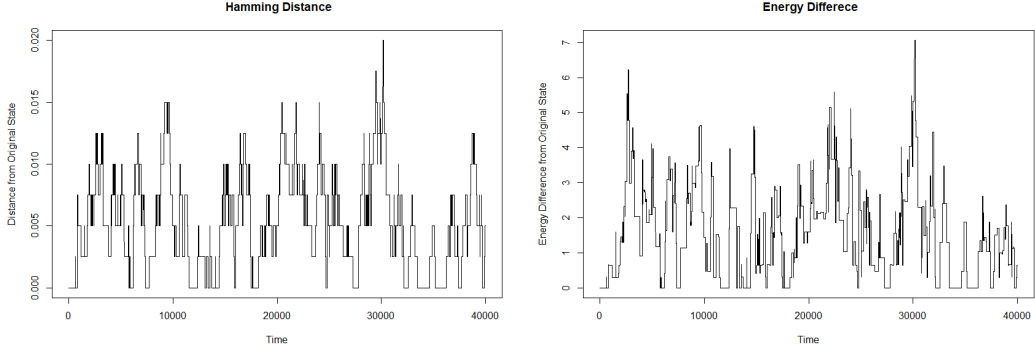 Hamming Distance
Distance from Original State
0.020
0.015
0.010
0.005
0.000
0 10000 20000 30000 40000
Time
Energy Differece
Energy Difference from Original State
7
6
5
4
3
2
1
0
0 10000 20000 30000 40000
Time